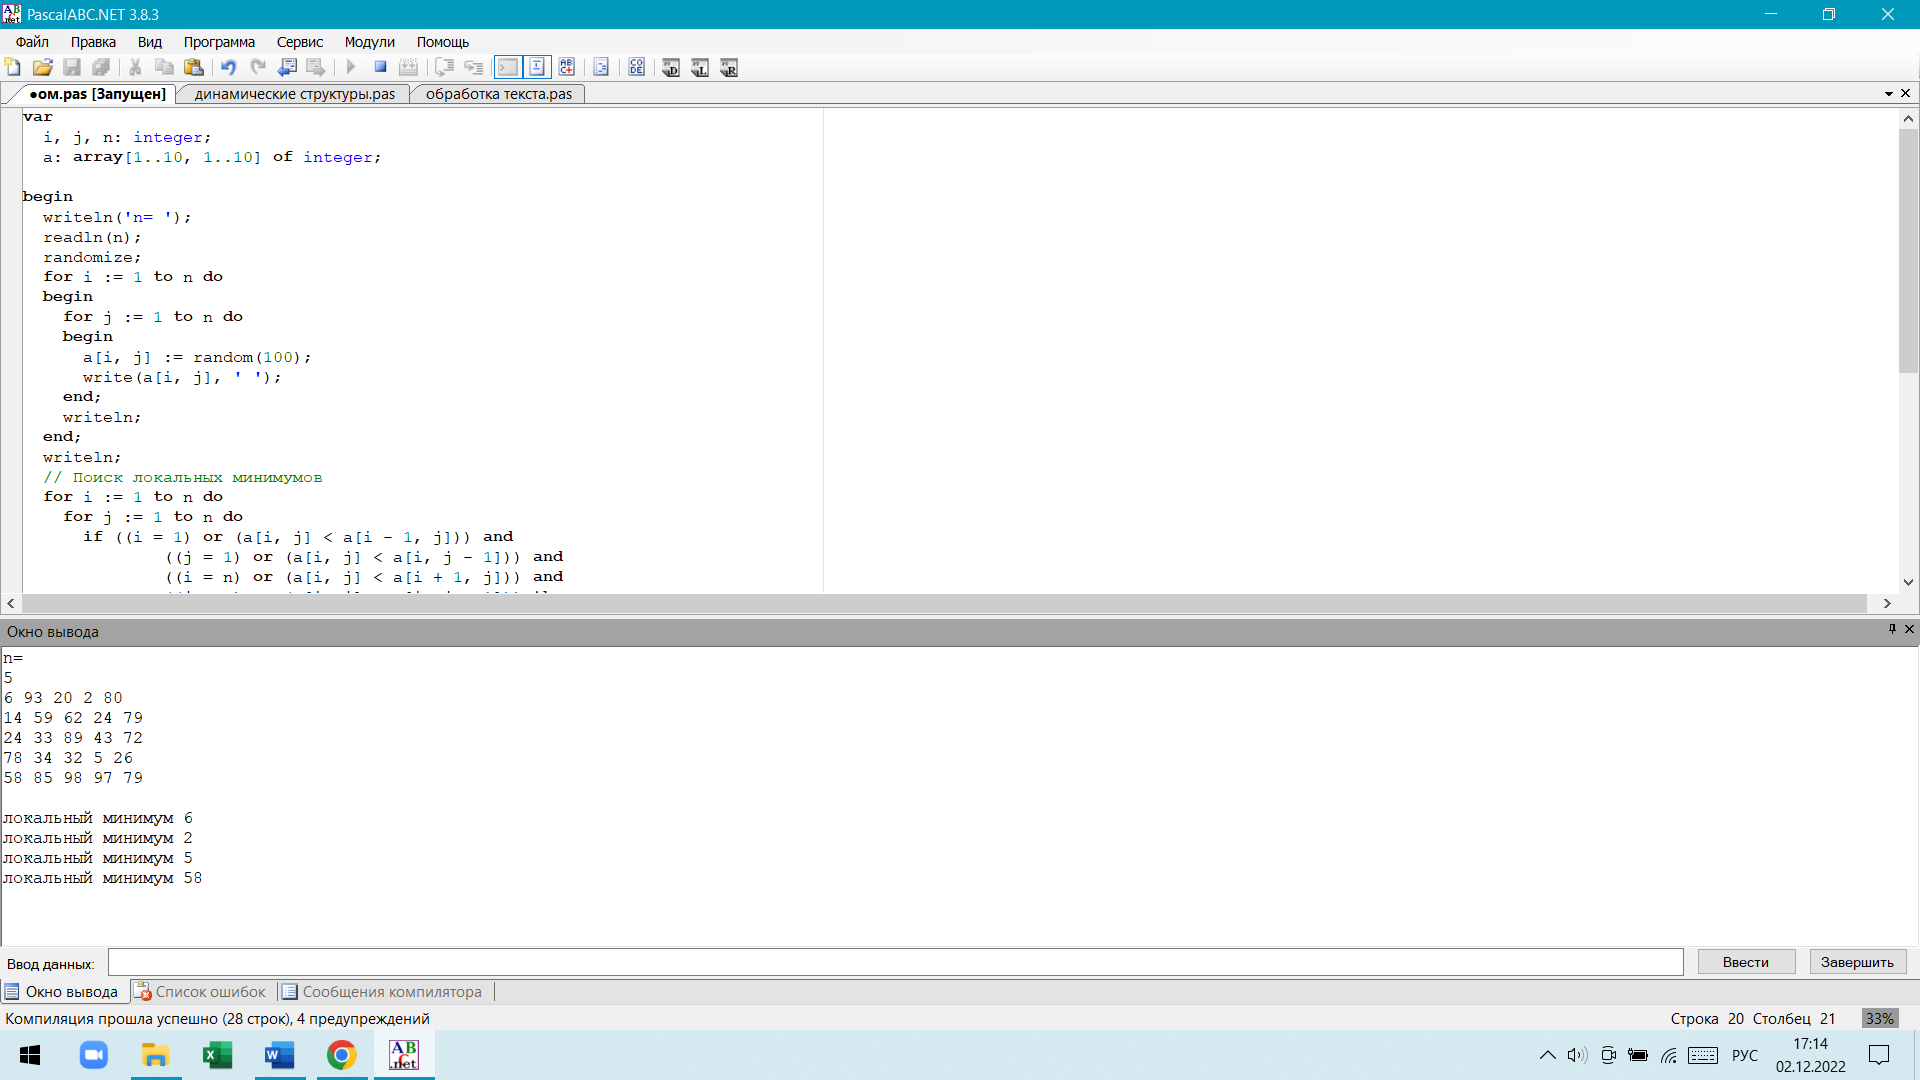 PascalABC.NET 3.8.3
Файл Правка Вид Программа Сервис Модули Помощь
•ом.pas [Запущен] динамические структуры.pas обработка текста.pas
var
i, j, n: integer;
a: array[1..10, 1..10] of integer;
begin
writeln('n= ');
readln(n);
randomize;
for i := 1 to n do
begin
for j := 1 to n do
begin
a[i, j] := random(100);
write(a[i, j], ' ');
end;
writeln;
end;
writeln;
// Поиск локальных минимумов
for i := 1 to n do
for j := 1 to n do
if ((i = 1) or (a[i, j] < a[i - 1, j])) and
((j = 1) or (a[i, j] < a[i, j - 1])) and
((i = n) or (a[i, j] < a[i + 1, j])) and
Окно вывода
n=
5
6 93 20 2 80
14 59 62 24 79
24 33 89 43 72
78 34 32 5 26
58 85 98 97 79
локальный минимум 6
локальный минимум 2
локальный минимум 5
локальный минимум 58
Ввод данных: Ввести Завершить
Окно вывода Список ошибок Сообщения компилятора
Компиляция прошла успешно (28 строк), 4 предупреждений Строка 20 Столбец 21 33%
РУС 17:14
02.12.2022